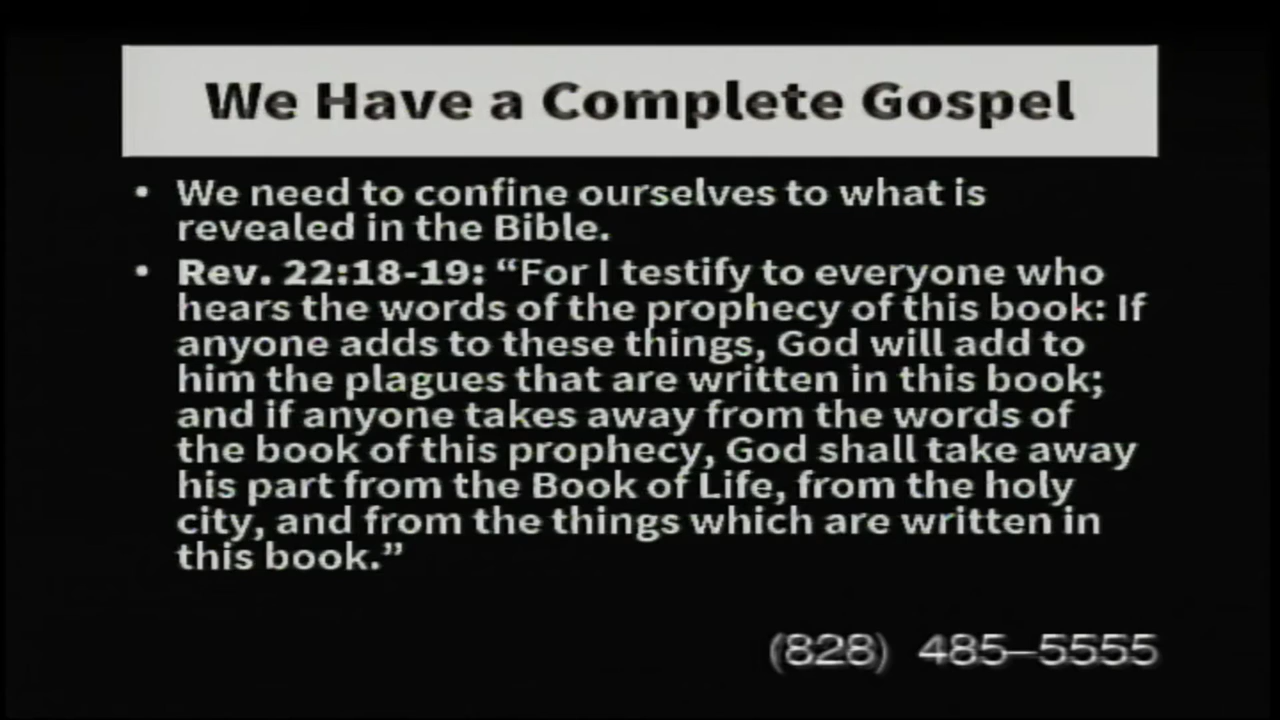 We Have a Complete Gospel
• We need to confine ourselves to what is
revealed in the Bible.
• Rev. 22:18-19: “For I testify to everyone who
hears the words of the prophecy of this book: If
anyone adds to these things, God will add to
him the plagues that are written in this book;
and if anyone takes away from the words of
the book of this prophecy, God shall take away
his part from the Book of Life, from the holy
city, and from the things which are written in
this book.”
(828) 485–5555